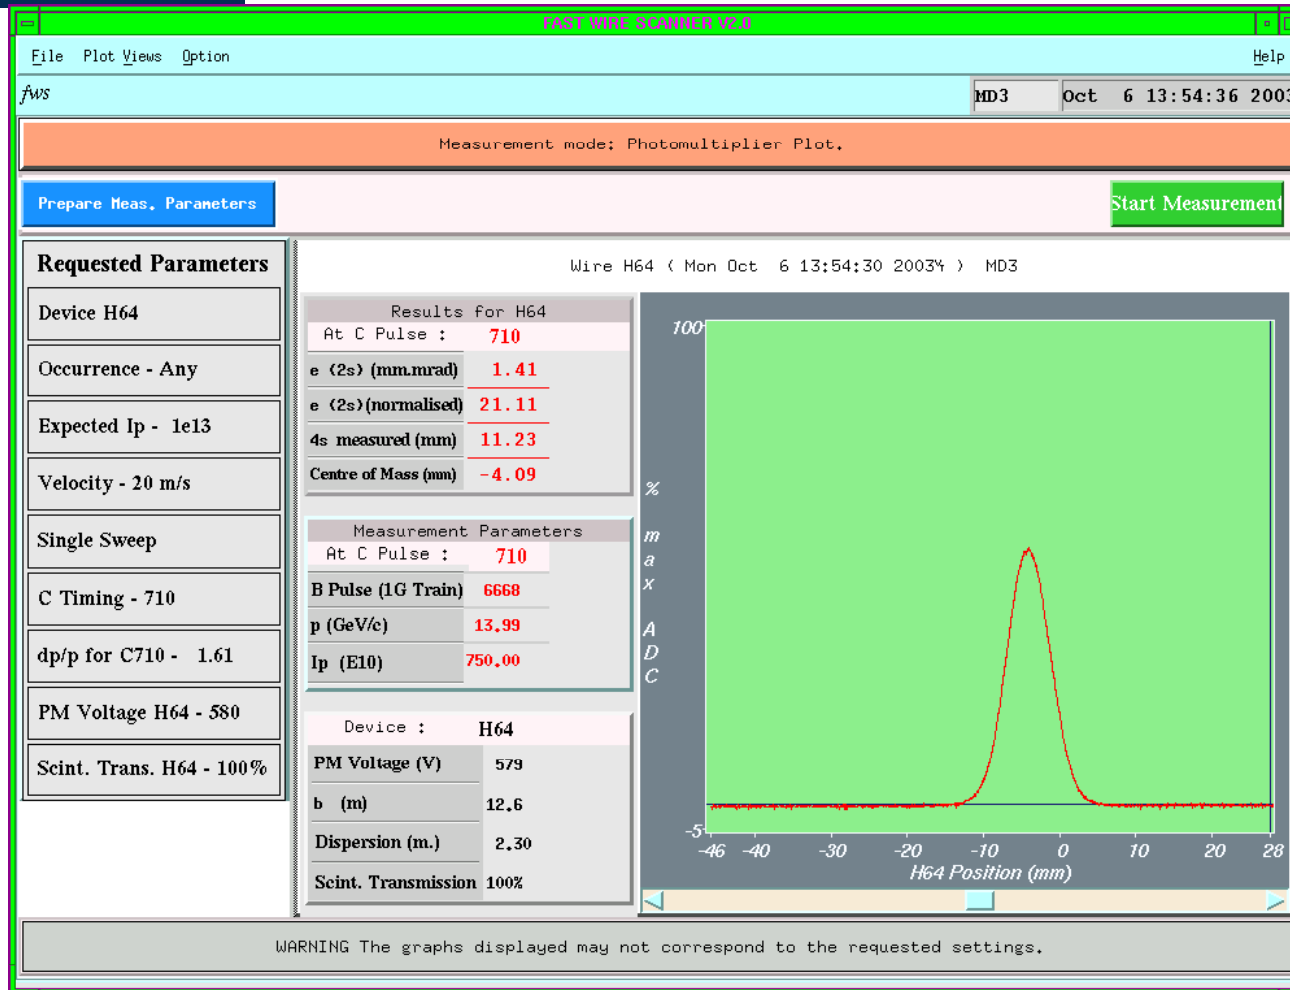 FAST WIRE SCANNER V2.0
File Plot Views Option Help
fws MD3 Oct 6 13:54:36 2003
Measurement mode: Photomultiplier Plot.
Prepare Meas. Parameters Start Measurement
Requested Parameters
Device H64
Occurrence - Any
Expected Ip - 1e13
Velocity - 20 m/s
Single Sweep
C Timing - 710
dp/p for C710 - 1.61
PM Voltage H64 - 580
Scint. Trans. H64 - 100%
Wire H64 ( Mon Oct 6 13:54:30 2003% ) MD3
Results for H64
At C Pulse : 710
e (2s) (mm.mrad) 1.41
e (2s)(normalised) 21.11
4s measured (mm) 11.23
Centre of Mass (mm) -4.09
Measurement Parameters
At C Pulse : 710
B Pulse (1G Train) 6668
p (GeV/c) 13.99
Ip (E10) 750.00
Device : H64
PM Voltage (V) 579
b (m) 12.6
Dispersion (m.) 2.30
Scint. Transmission 100%
100
% max ADC
-5
-46 -40 -30 -20 -10 0 10 20 28
H64 Position (mm)
WARNING The graphs displayed may not correspond to the requested settings.